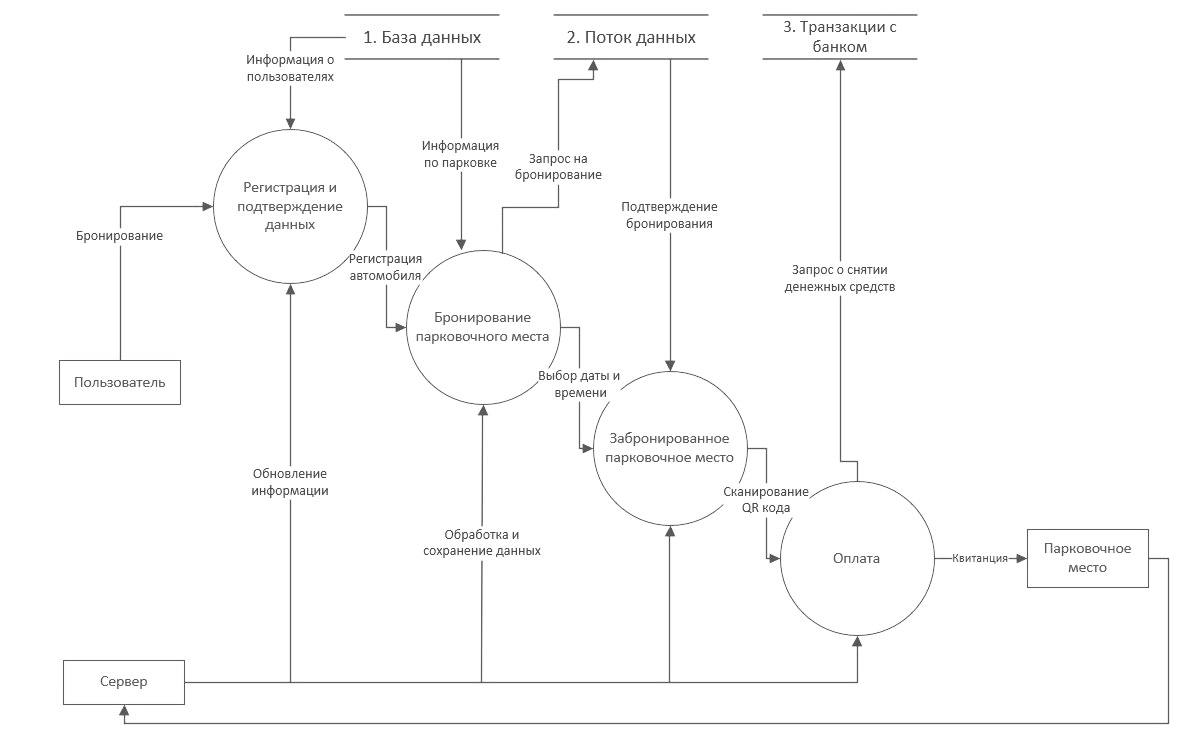 1. База данных
2. Поток данных
3. Транзакции с
банком
Информация о
пользователях
Информация
по парковке
Запрос на
бронирование
Регистрация и
подтверждение
данных
Подтверждение
бронирования
Бронирование
Регистрация
автомобиля
Запрос о снятии
денежных средств
Бронирование
парковочного места
Пользователь
Выбор даты и
времени
Забронированное
парковочное место
Обновление
информации
Сканирование
QR кода
Обработка и
сохранение данных
Оплата
Квитанция
Парковочное
место
Сервер